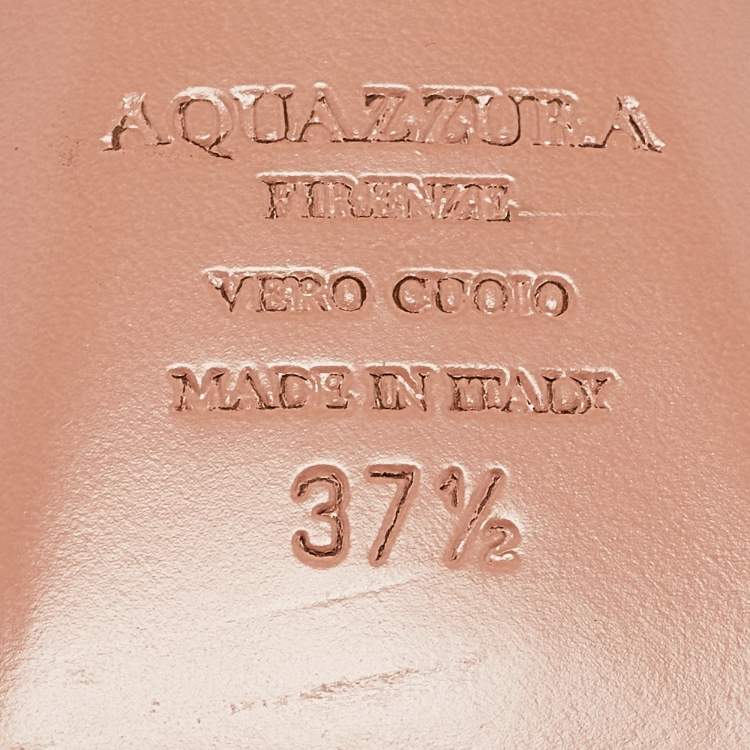 AQUAZZURA
FIRENZE
VERO CUOIO
MADE IN ITALY
37½